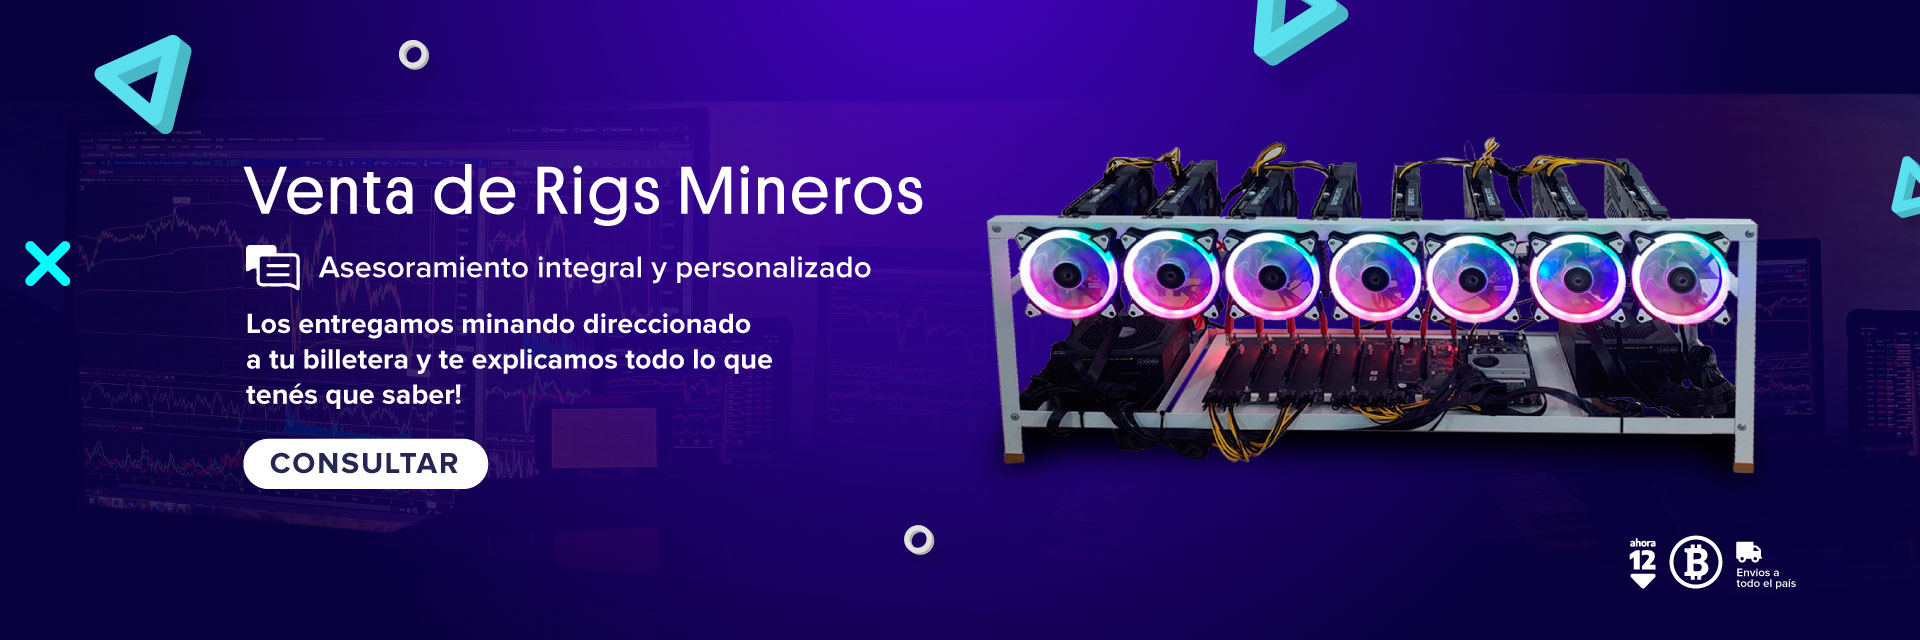 Venta de Rigs Mineros
Asesoramiento integral y personalizado
Los entregamos minando direccionado
a tu billetera y te explicamos todo lo que
tenés que saber!
CONSULTAR
ahora
12
Envíos a
todo el país